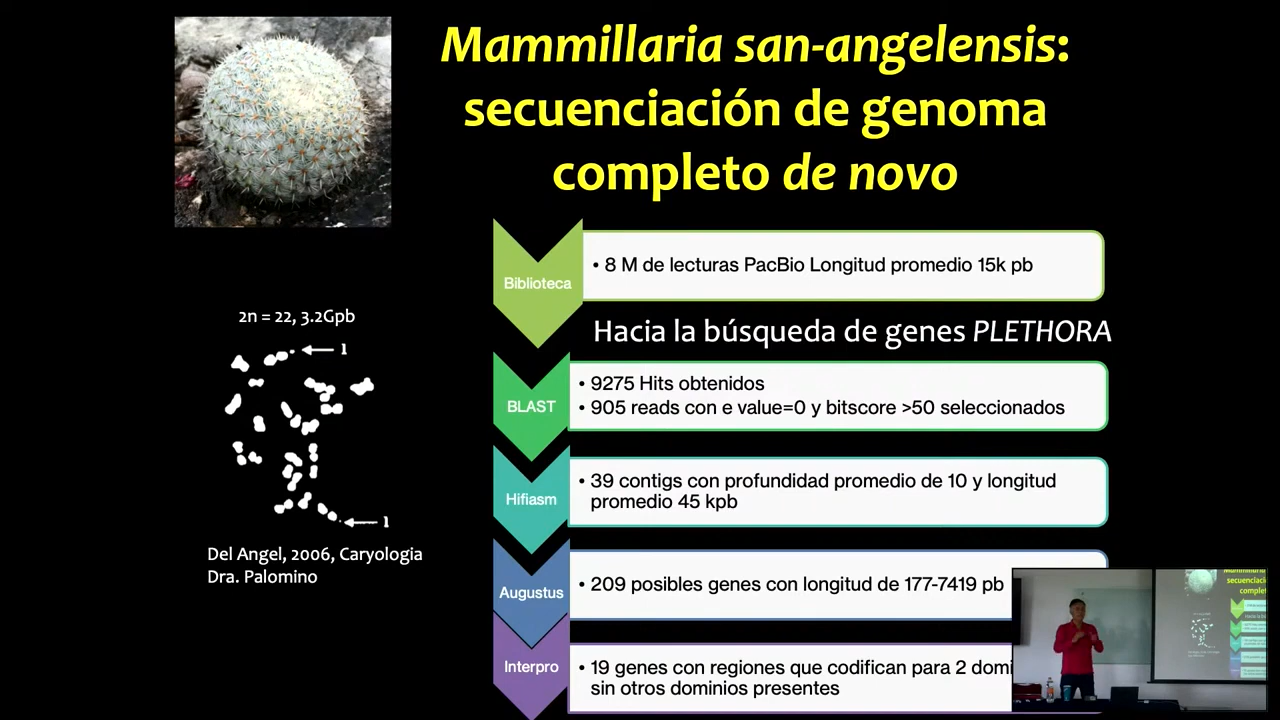 Mammillaria san-angelensis:
secuenciación de genoma
completo de novo
Biblioteca
• 8 M de lecturas PacBio Longitud promedio 15k pb
2n = 22, 3.2Gpb
Hacia la búsqueda de genes PLETHORA
1
BLAST
• 9275 Hits obtenidos
• 905 reads con e value=0 y bitscore >50 seleccionados
Hifiasm
• 39 contigs con profundidad promedio de 10 y longitud
promedio 45 kpb
1
Del Angel, 2006, Caryologia
Dra. Palomino
Augustus
• 209 posibles genes con longitud de 177-7419 pb
Interpro
• 19 genes con regiones que codifican para 2 domi
sin otros dominios presentes